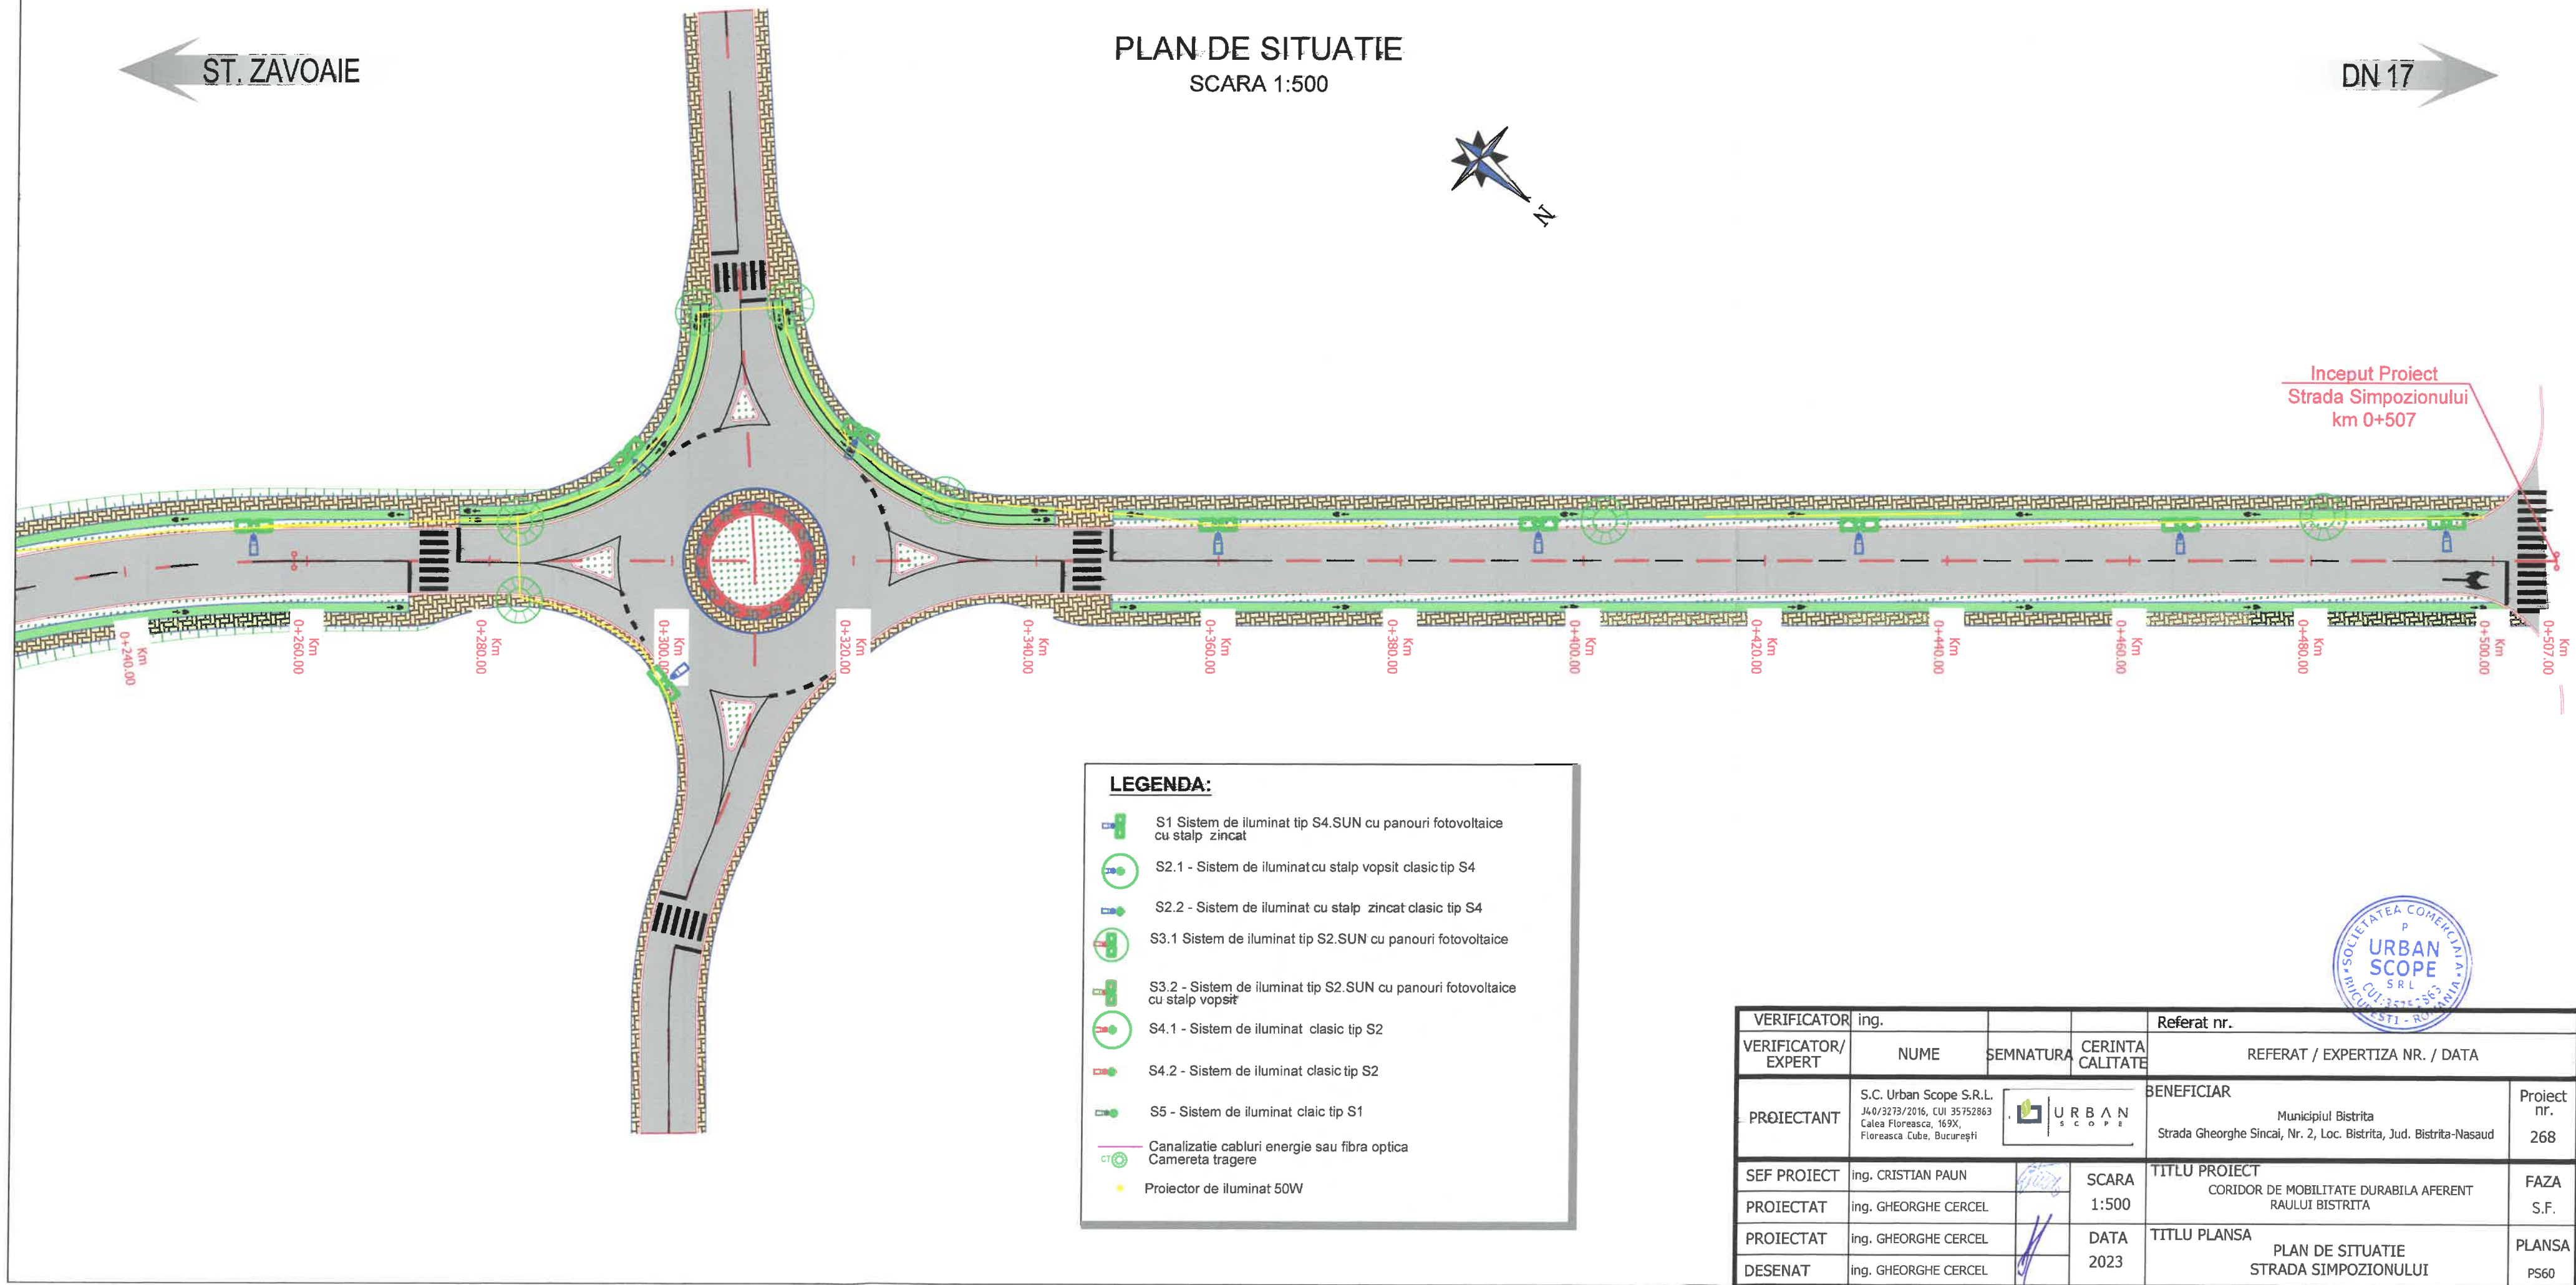 PLAN DE SITUATIE
SCARA 1:500
ST. ZAVOAIE
DN 17
N
Inceput Proiect
Strada Simpozionului
km 0+507
Km 0+240.00
Km 0+260.00
Km 0+280.00
Km 0+300.00
Km 0+320.00
Km 0+340.00
Km 0+360.00
Km 0+380.00
Km 0+400.00
Km 0+420.00
Km 0+440.00
Km 0+460.00
Km 0+480.00
Km 0+500.00
Km 0+507.00
LEGENDA:
S1 Sistem de iluminat tip S4.SUN cu panouri fotovoltaice
cu stalp zincat
S2.1 - Sistem de iluminat cu stalp vopsit clasic tip S4
S2.2 - Sistem de iluminat cu stalp zincat clasic tip S4
S3.1 Sistem de iluminat tip S2.SUN cu panouri fotovoltaice
S3.2 - Sistem de iluminat tip S2.SUN cu panouri fotovoltaice
cu stalp vopsit
S4.1 - Sistem de iluminat clasic tip S2
S4.2 - Sistem de iluminat clasic tip S2
S5 - Sistem de iluminat claic tip S1
Canalizatie cabluri energie sau fibra optica
CT Camereta tragere
Proiector de iluminat 50W
SOCIETATEA COMERCIALA
P
URBAN
SCOPE
SRL
CUI:35752863
BUCURESTI - ROMANIA
VERIFICATOR ing. Referat nr.
VERIFICATOR/
EXPERT
NUME
SEMNATURA
CERINTA
CALITATE
REFERAT / EXPERTIZA NR. / DATA
PROIECTANT
S.C. Urban Scope S.R.L.
J40/3273/2016, CUI 35752863
Calea Floreasca, 169X,
Floreasca Cube, București
URBAN
SCOPE
BENEFICIAR
Municipiul Bistrita
Strada Gheorghe Sincai, Nr. 2, Loc. Bistrita, Jud. Bistrita-Nasaud
Proiect
nr.
268
SEF PROIECT ing. CRISTIAN PAUN
PROIECTAT ing. GHEORGHE CERCEL
PROIECTAT ing. GHEORGHE CERCEL
DESENAT ing. GHEORGHE CERCEL
SCARA
1:500
DATA
2023
TITLU PROIECT
CORIDOR DE MOBILITATE DURABILA AFERENT
RAULUI BISTRITA
FAZA
S.F.
TITLU PLANSA
PLAN DE SITUATIE
STRADA SIMPOZIONULUI
PLANSA
PS60